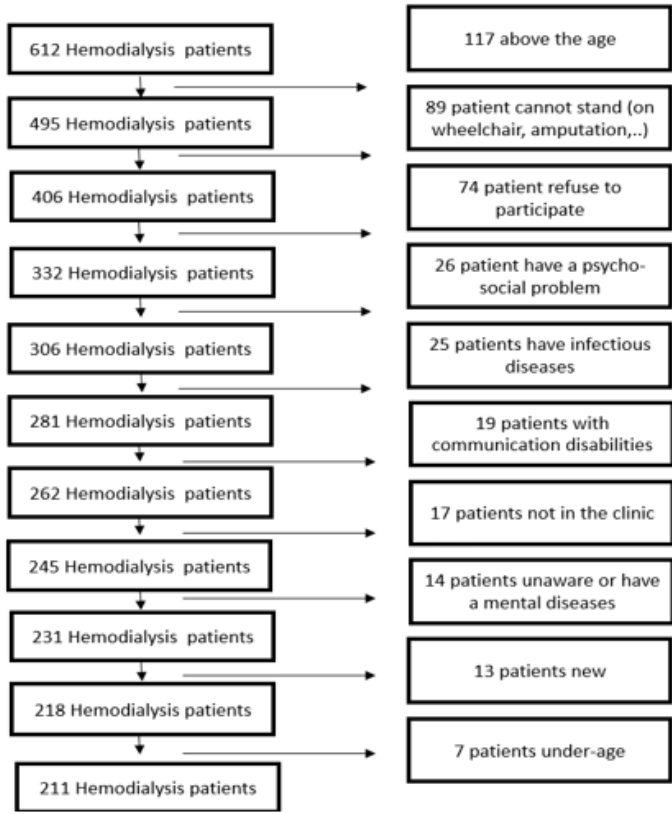 612 Hemodialysis patients
117 above the age
495 Hemodialysis patients
89 patient cannot stand (on
wheelchair, amputation,..)
406 Hemodialysis patients
74 patient refuse to
participate
332 Hemodialysis patients
26 patient have a psycho-
social problem
306 Hemodialysis patients
25 patients have infectious
diseases
281 Hemodialysis patients
19 patients with
communication disabilities
262 Hemodialysis patients
17 patients not in the clinic
245 Hemodialysis patients
14 patients unaware or have
a mental diseases
231 Hemodialysis patients
13 patients new
218 Hemodialysis patients
7 patients under-age
211 Hemodialysis patients